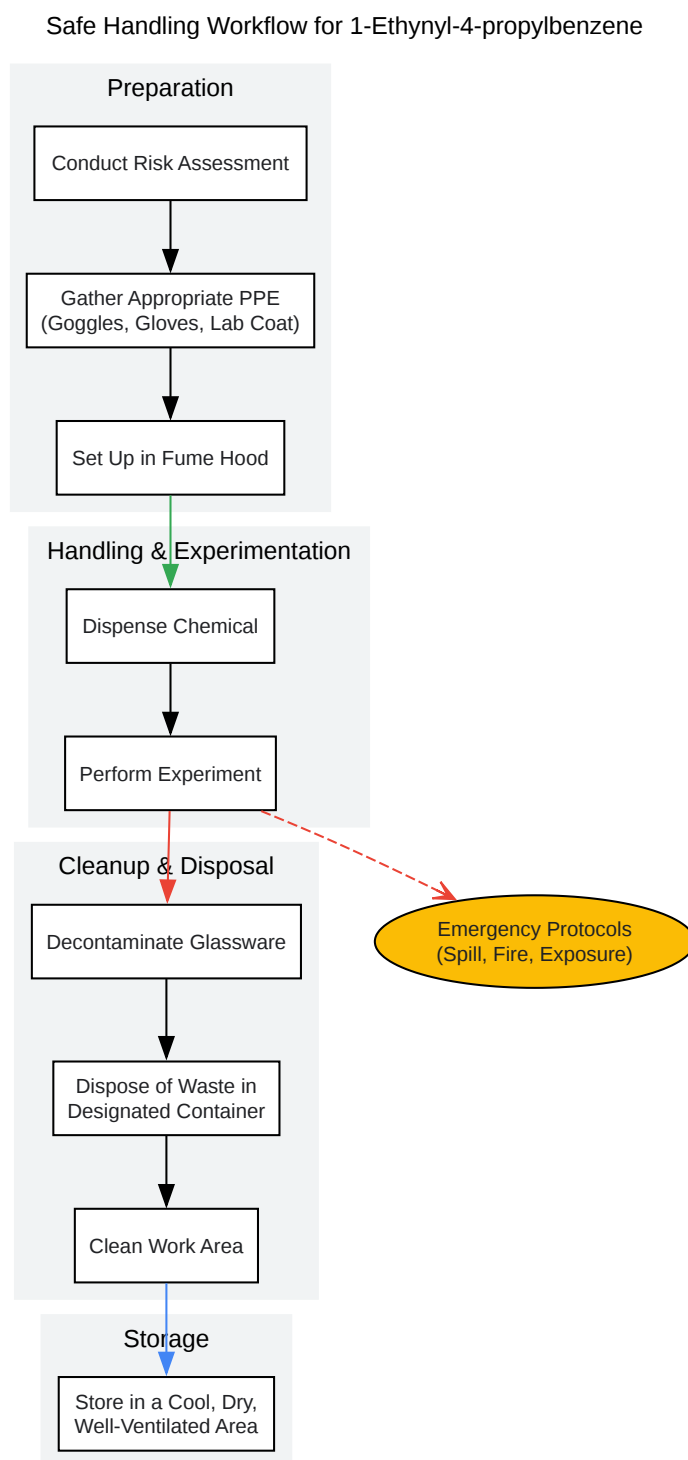 Safe Handling Workflow for 1-Ethynyl-4-propylbenzene
Preparation
Conduct Risk Assessment
Gather Appropriate PPE
(Goggles, Gloves, Lab Coat)
Set Up in Fume Hood
Handling & Experimentation
Dispense Chemical
Perform Experiment
Cleanup & Disposal
Decontaminate Glassware
Emergency Protocols
(Spill, Fire, Exposure)
Dispose of Waste in
Designated Container
Clean Work Area
Storage
Store in a Cool, Dry,
Well-Ventilated Area